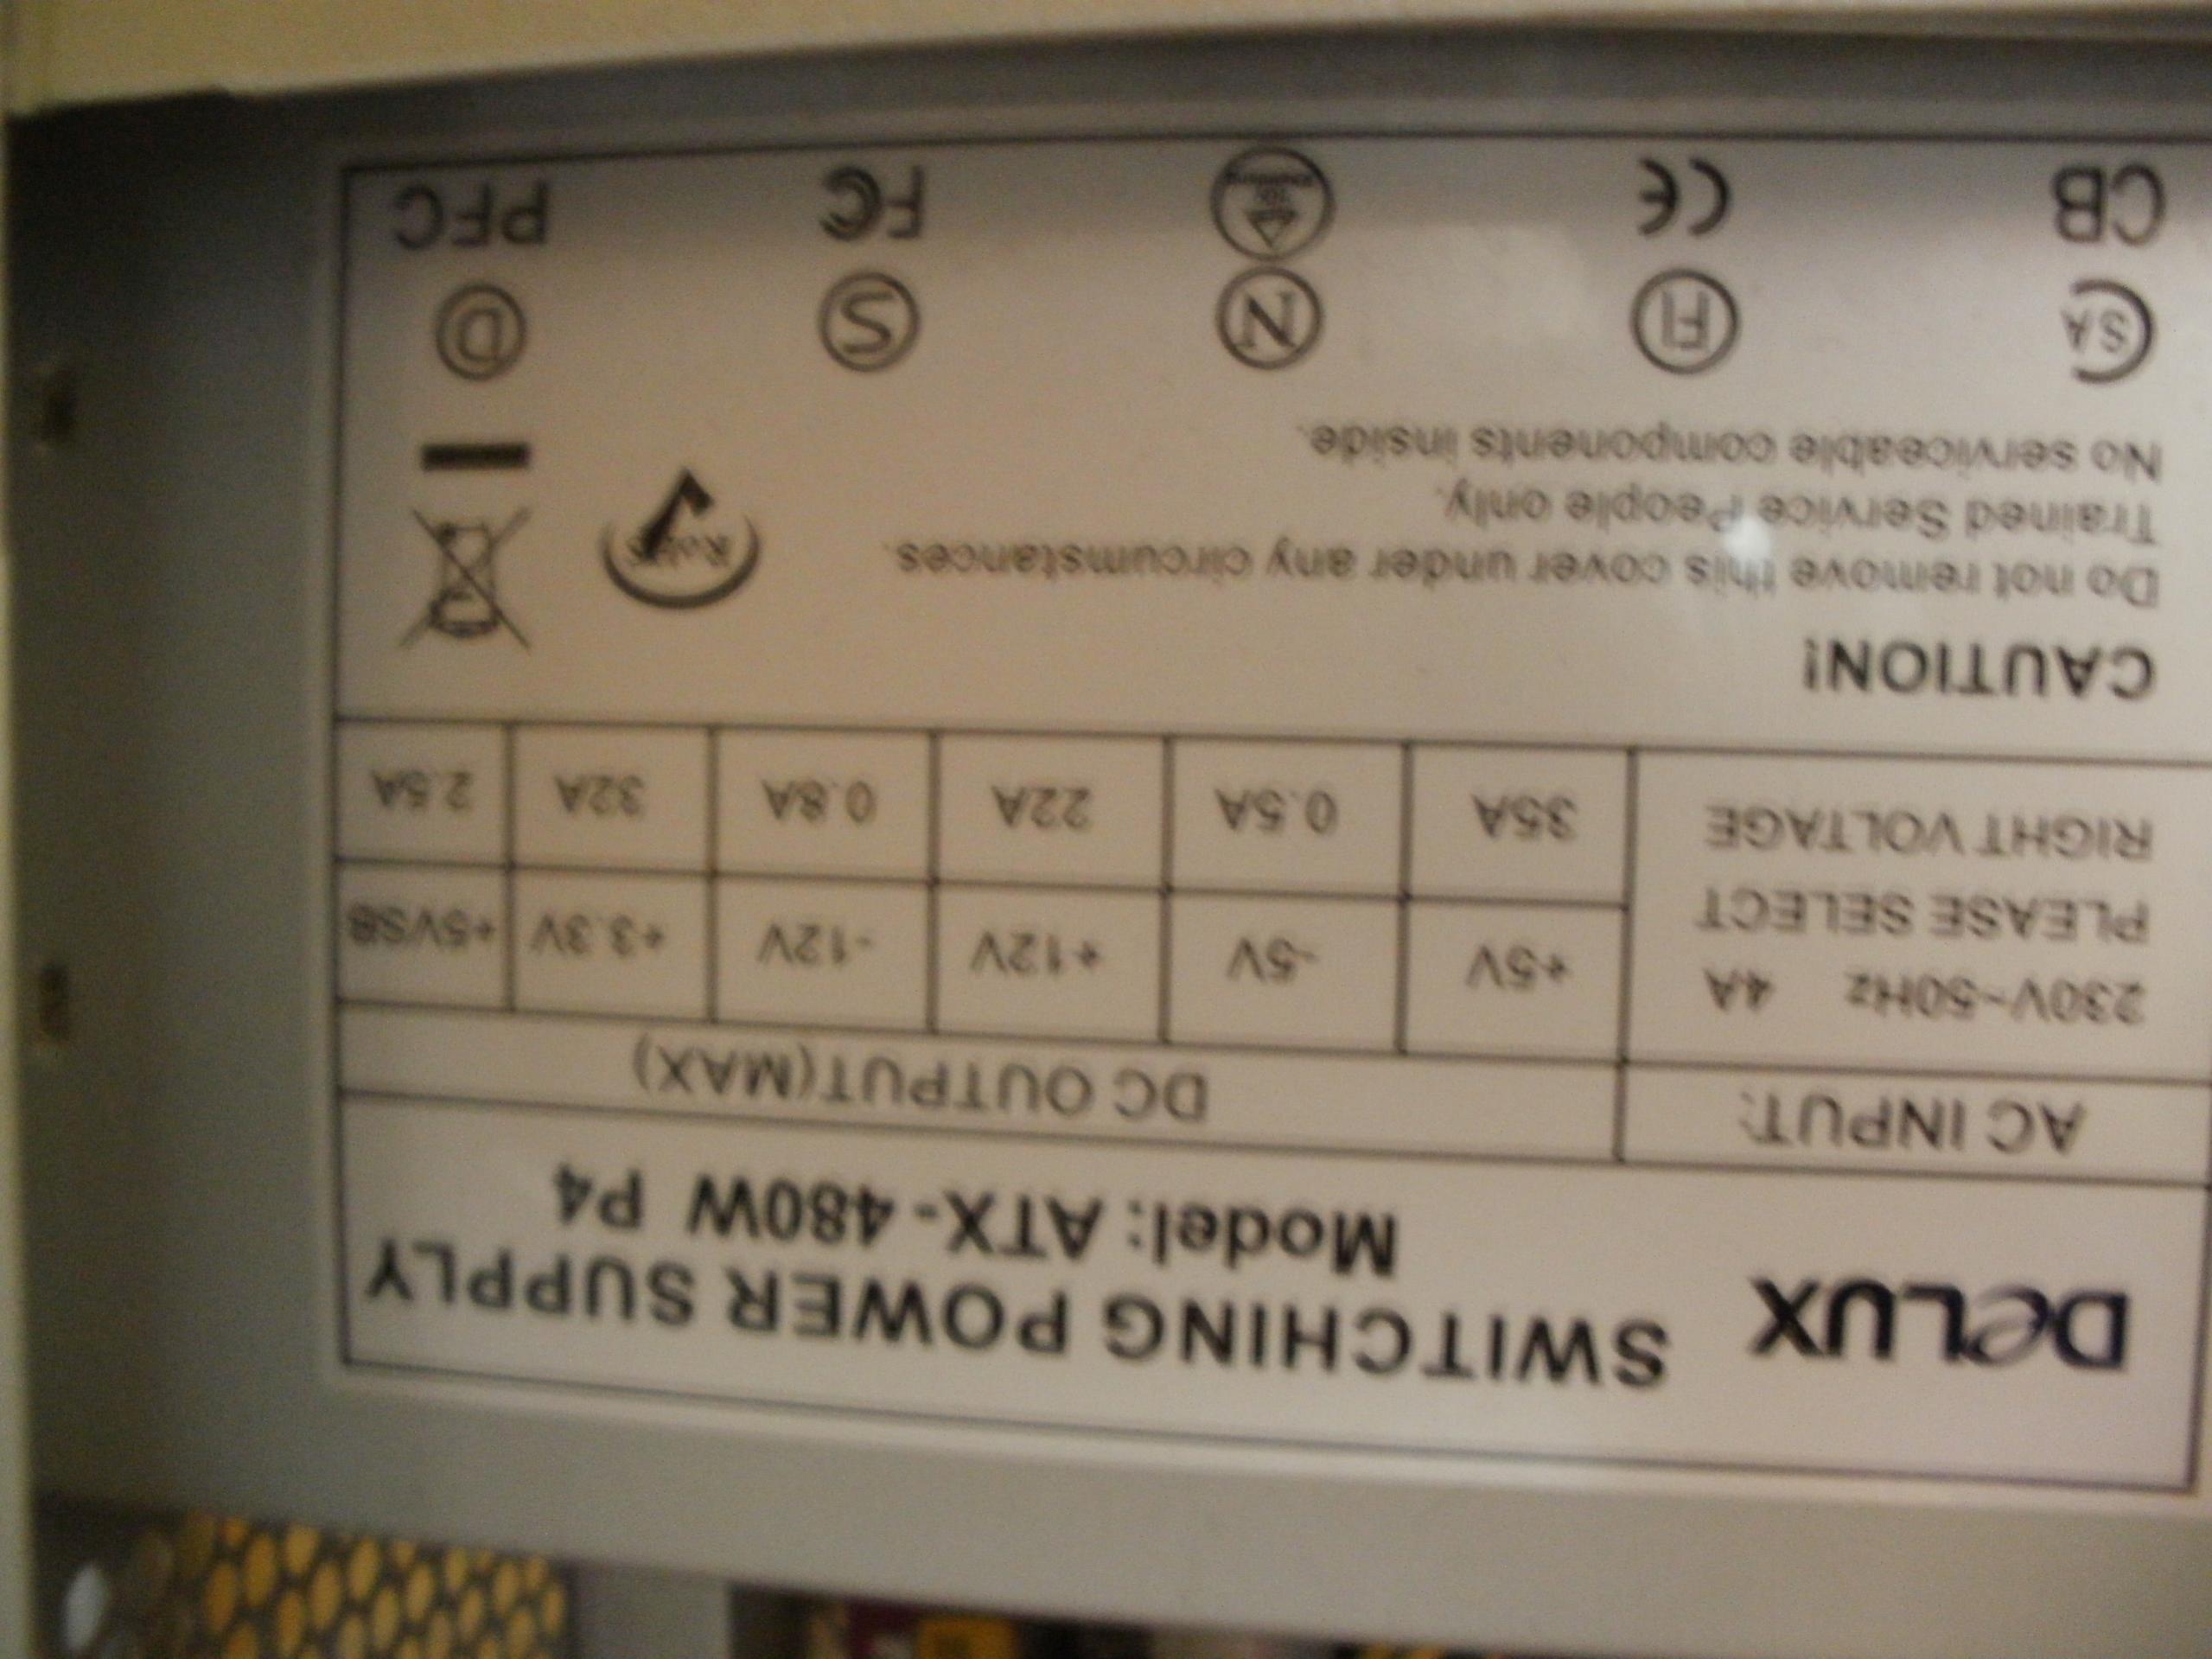 DeLUX SWITCHING POWER SUPPLY
Model: ATX-480W P4
AC INPUT: DC OUTPUT(MAX)
230V~50Hz 4A
PLEASE SELECT
RIGHT VOLTAGE
+5V -5V +12V -12V +3.3V +5VSB
35A 0.5A 22A 0.8A 32A 2.5A
CAUTION!
Do not remove this cover under any circumstances.
Trained Service People only.
No serviceable components inside.
RoHS
SA FI N S D
CB CE FC PFC